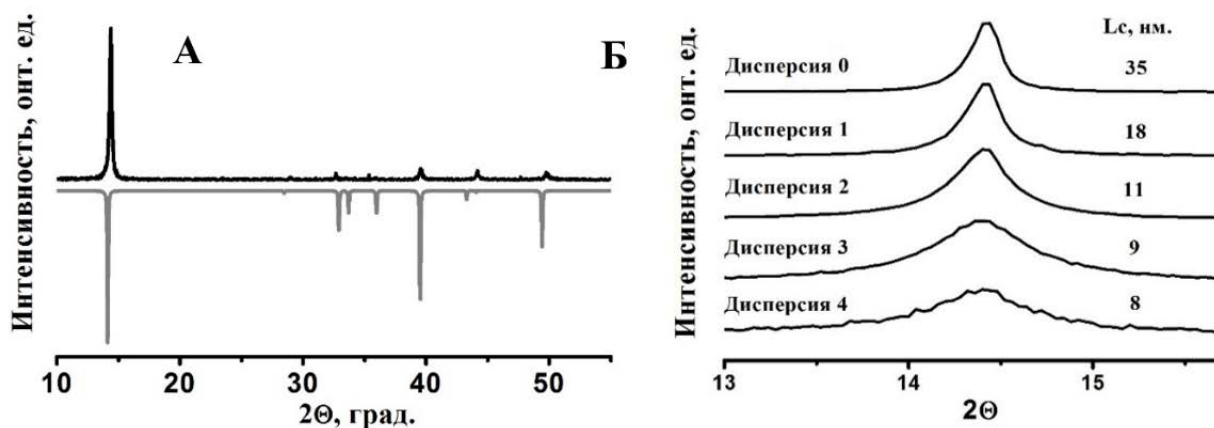 А
Интенсивность, онт. ед.
10 20 30 40 50
2Θ, град.
Б
Интенсивность, онт. ед.
Lc, нм.
Дисперсия 0 35
Дисперсия 1 18
Дисперсия 2 11
Дисперсия 3 9
Дисперсия 4 8
13 14 15
2Θ